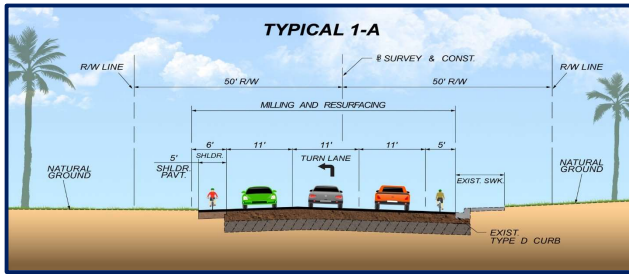 TYPICAL 1-A
R/W LINE
℄ SURVEY & CONST.
R/W LINE
50' R/W
50' R/W
MILLING AND RESURFACING
6'
11'
11'
11'
5'
5'
SHLDR.
PAVT.
SHLDR.
TURN LANE
NATURAL
GROUND
EXIST. SWK.
NATURAL
GROUND
EXIST.
TYPE D CURB